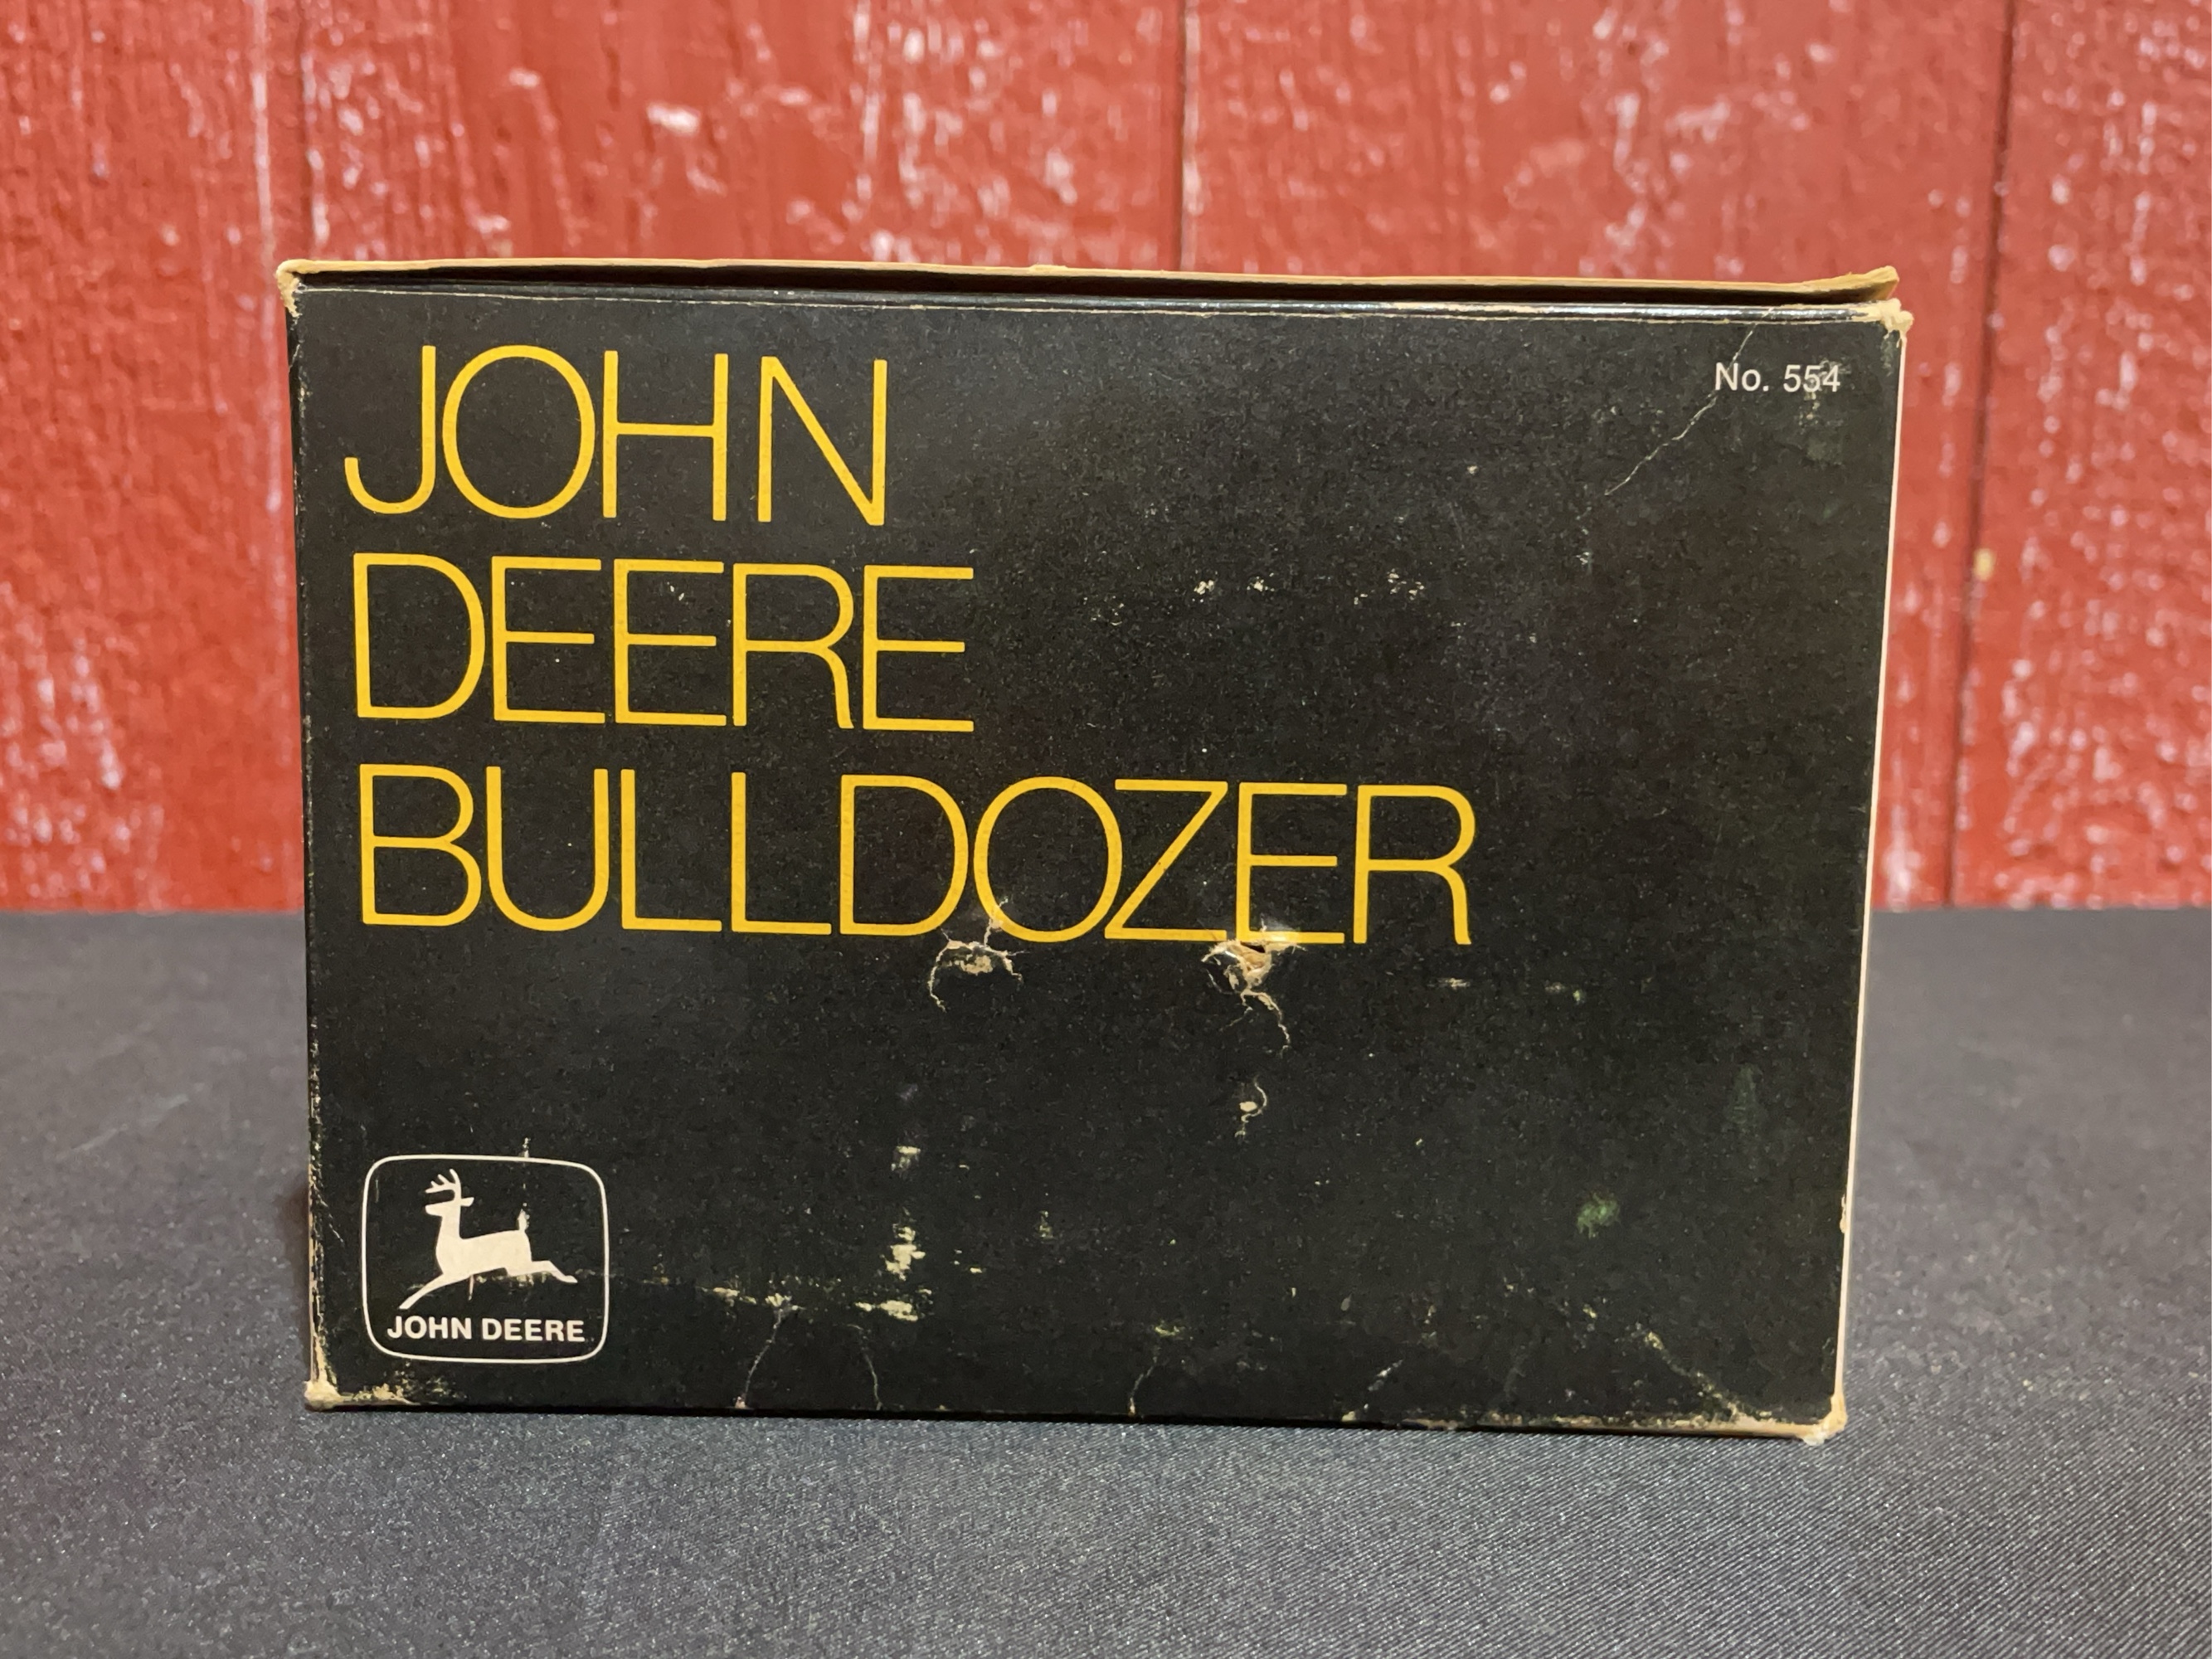 JOHN
DEERE
BULLDOZER
No. 554
JOHN DEERE